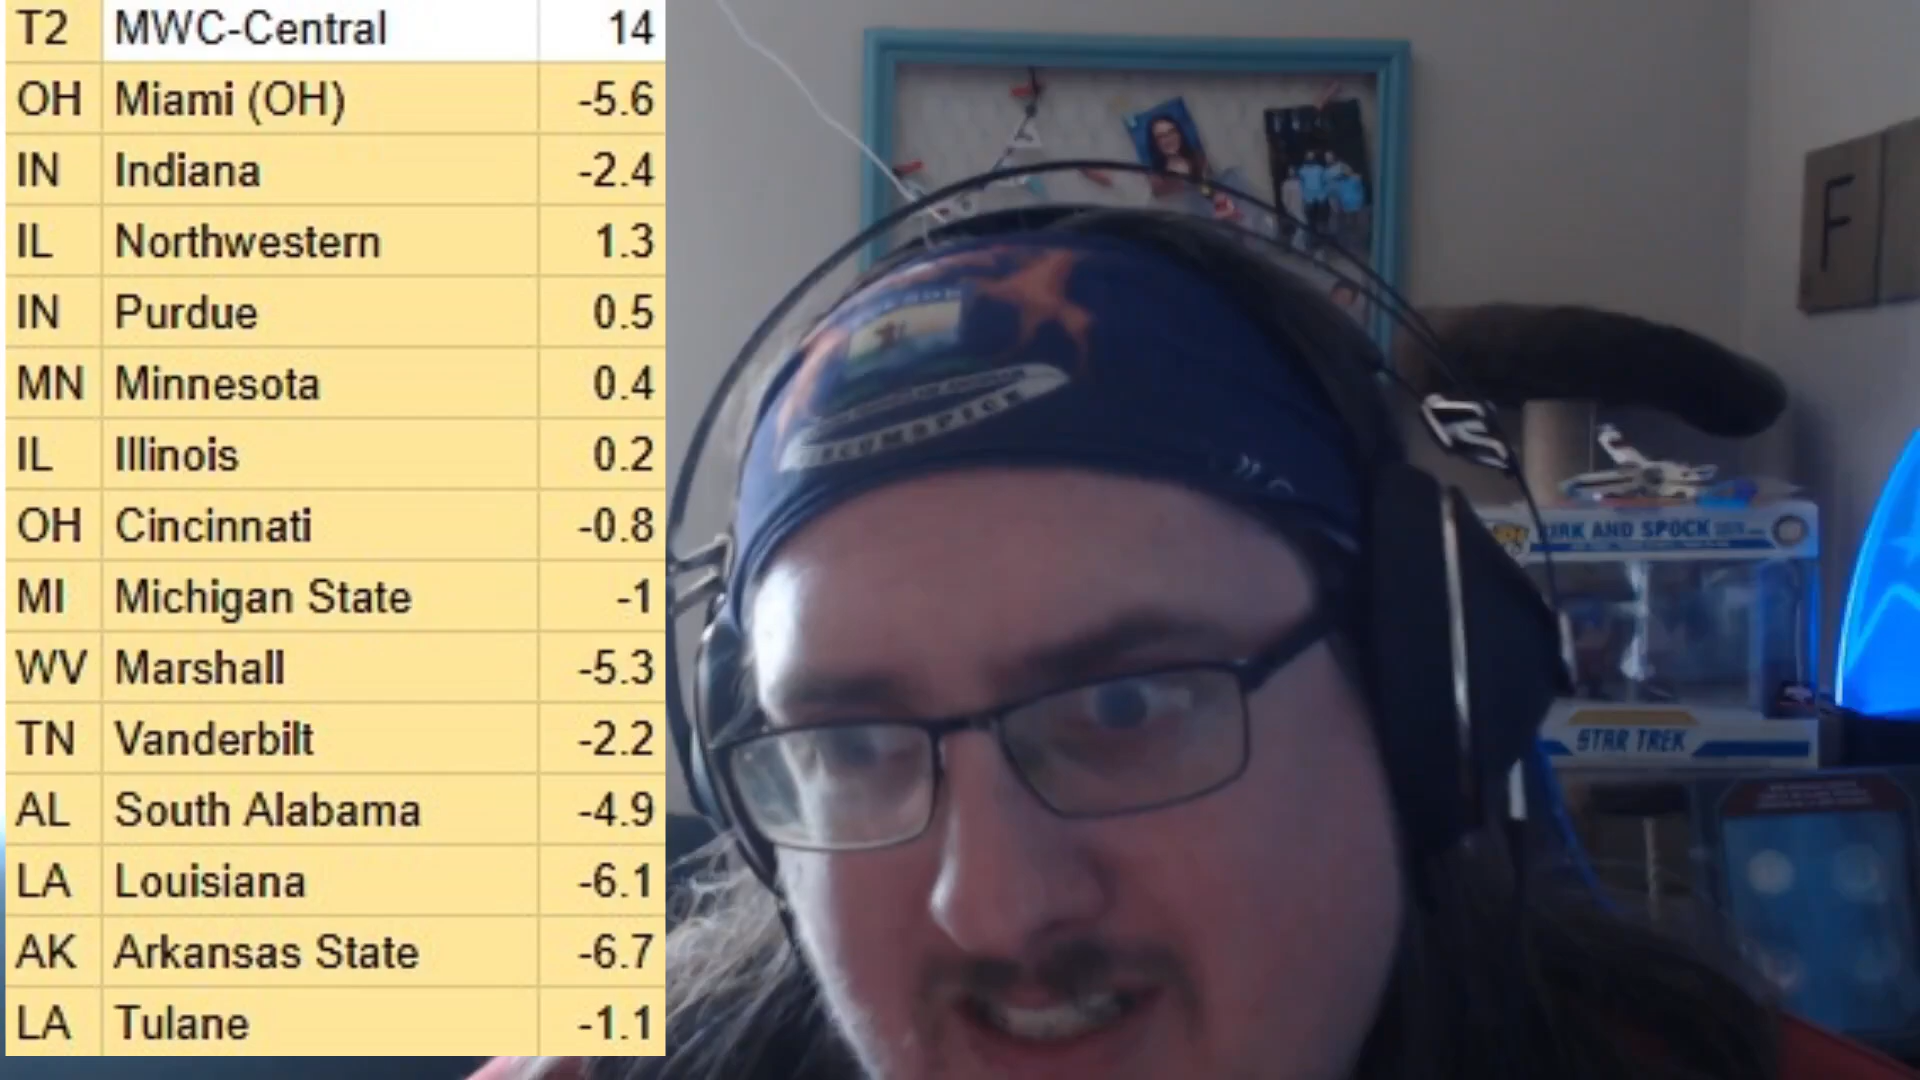 T2 MWC-Central 14
OH Miami (OH) -5.6
IN Indiana -2.4
IL Northwestern 1.3
IN Purdue 0.5
MN Minnesota 0.4
IL Illinois 0.2
OH Cincinnati -0.8
MI Michigan State -1
WV Marshall -5.3
TN Vanderbilt -2.2
AL South Alabama -4.9
LA Louisiana -6.1
AK Arkansas State -6.7
LA Tulane -1.1
F
KIRK AND SPOCK
STAR TREK